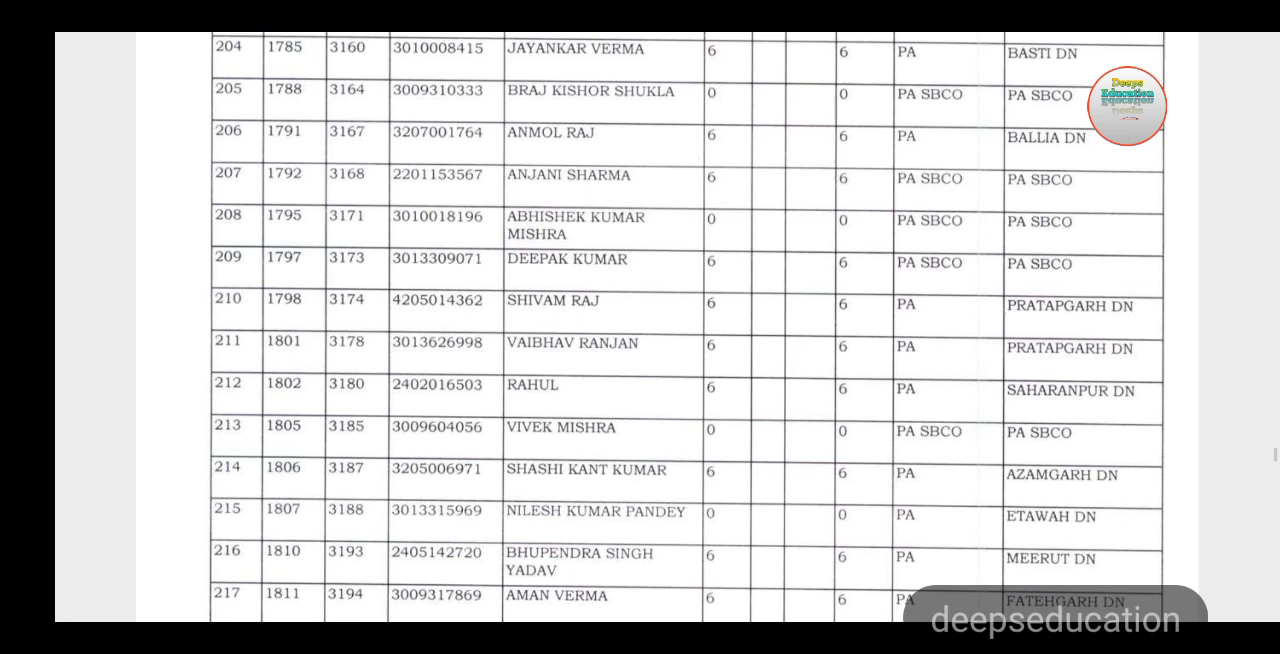 204 1785 3160 3010008415 JAYANKAR VERMA 6 6 PA BASTI DN
205 1788 3164 3009310333 BRAJ KISHOR SHUKLA 0 0 PA SBCO PA SBCO
206 1791 3167 3207001764 ANMOL RAJ 6 6 PA BALLIA DN
207 1792 3168 2201153567 ANJANI SHARMA 6 6 PA SBCO PA SBCO
208 1795 3171 3010018196 ABHISHEK KUMAR 0 0 PA SBCO PA SBCO
MISHRA
209 1797 3173 3013309071 DEEPAK KUMAR 6 6 PA SBCO PA SBCO
210 1798 3174 4205014362 SHIVAM RAJ 6 6 PA PRATAPGARH DN
211 1801 3178 3013626998 VAIBHAV RANJAN 6 6 PA PRATAPGARH DN
212 1802 3180 2402016503 RAHUL 6 6 PA SAHARANPUR DN
213 1805 3185 3009604056 VIVEK MISHRA 0 0 PA SBCO PA SBCO
214 1806 3187 3205006971 SHASHI KANT KUMAR 6 6 PA AZAMGARH DN
215 1807 3188 3013315969 NILESH KUMAR PANDEY 0 0 PA ETAWAH DN
216 1810 3193 2405142720 BHUPENDRA SINGH 6 6 PA MEERUT DN
YADAV
217 1811 3194 3009317869 AMAN VERMA 6 6 PA FATEHGARH DN
Deeps
Education
deepseducation